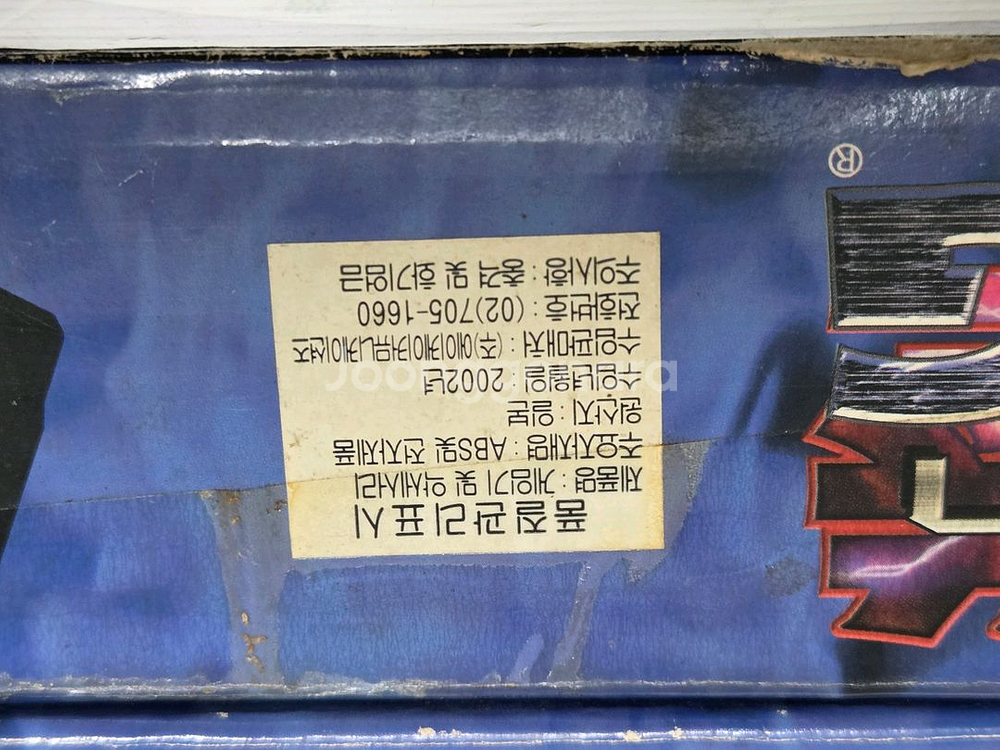 품질관리표시
제품명 : 게임기 및 악세서리
주요자재명 : ABS및 전자제품
원산지 : 일본
수입년월일 : 2002년
수입판매처 : (주)에이케이커뮤니케이션즈
전화번호 : (02)705-1660
주의사항 : 충격 및 화기엄금
®
Joonggonara